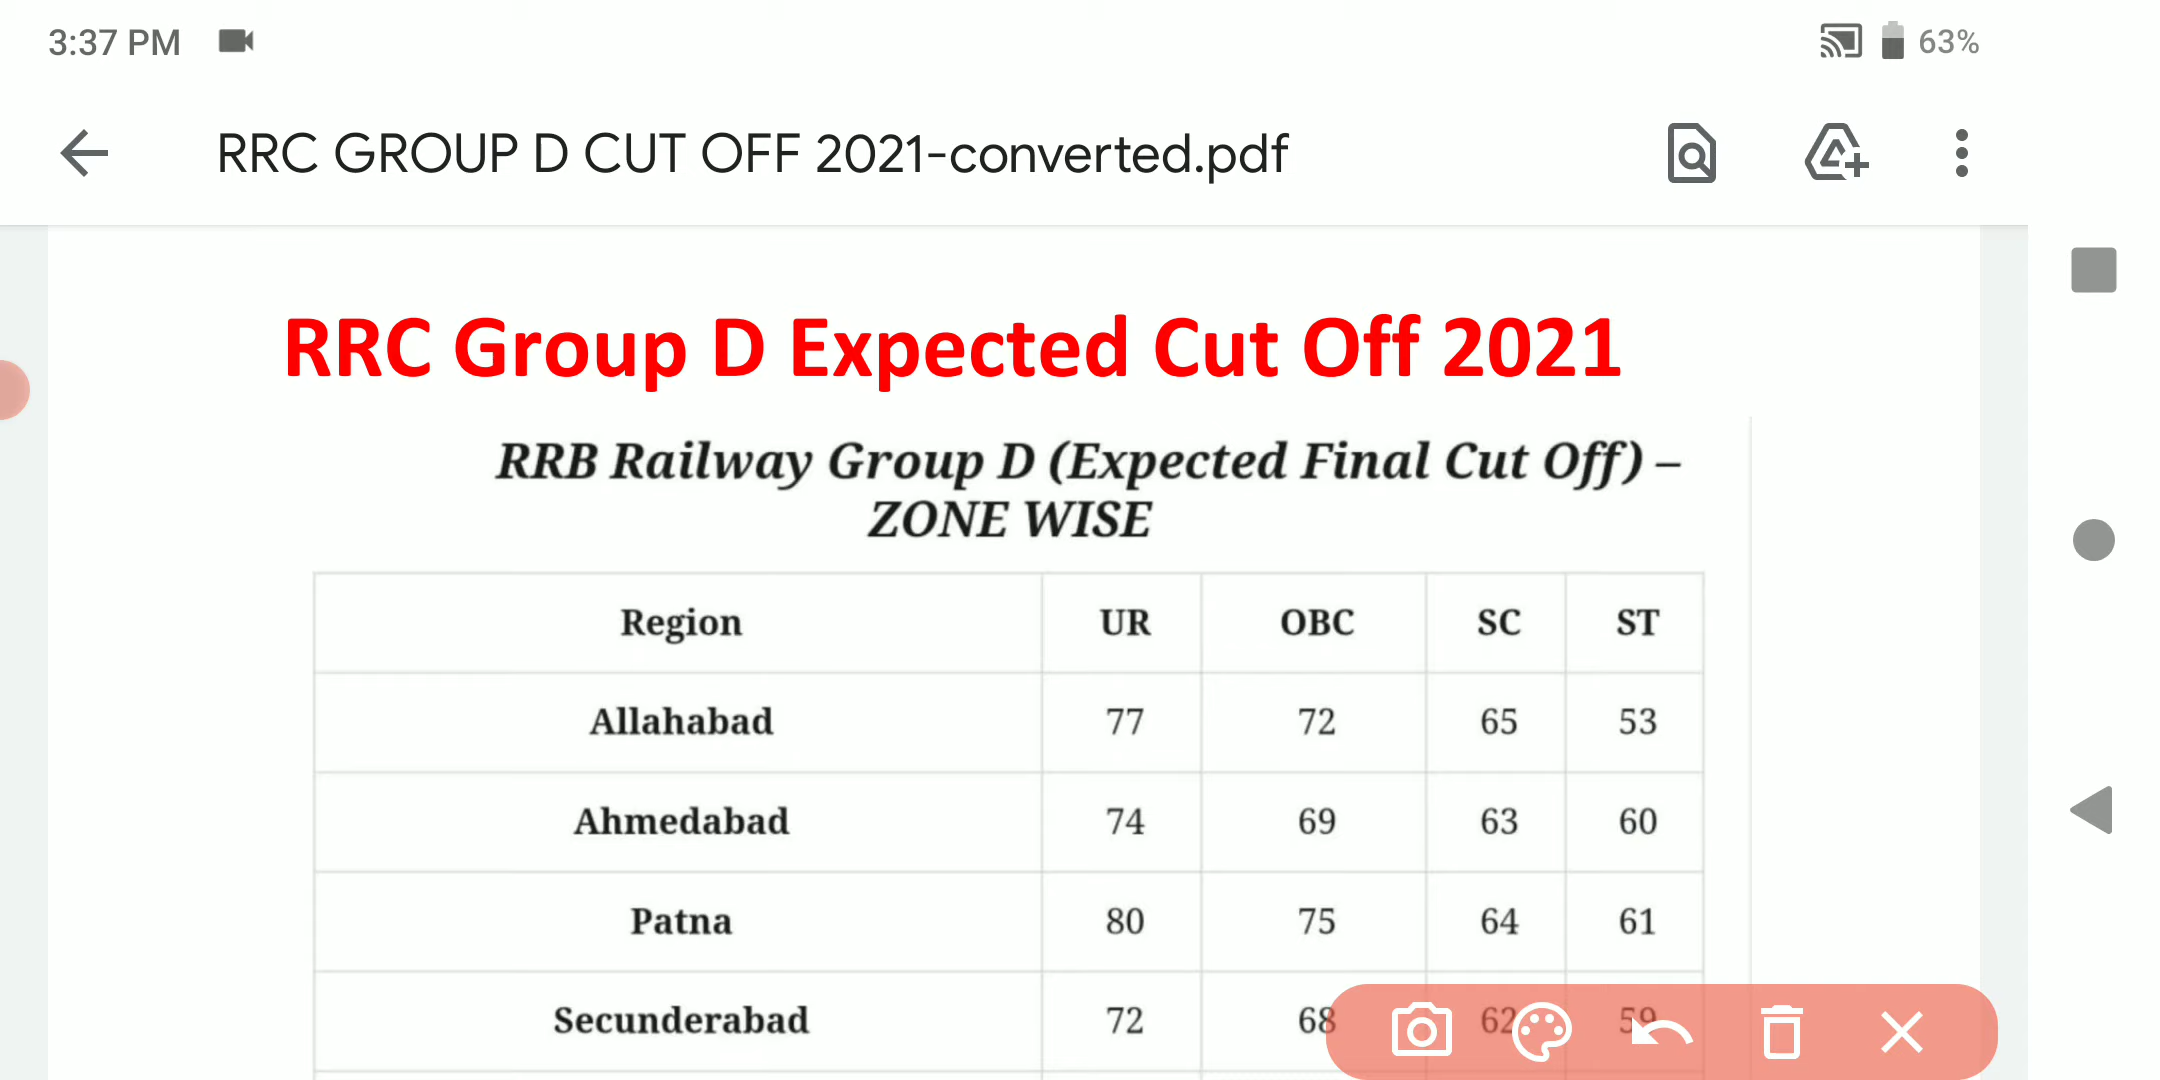 3:37 PM 63%
RRC GROUP D CUT OFF 2021-converted.pdf
RRC Group D Expected Cut Off 2021
RRB Railway Group D (Expected Final Cut Off) –
ZONE WISE
Region UR OBC SC ST
Allahabad 77 72 65 53
Ahmedabad 74 69 63 60
Patna 80 75 64 61
Secunderabad 72 68 62 59